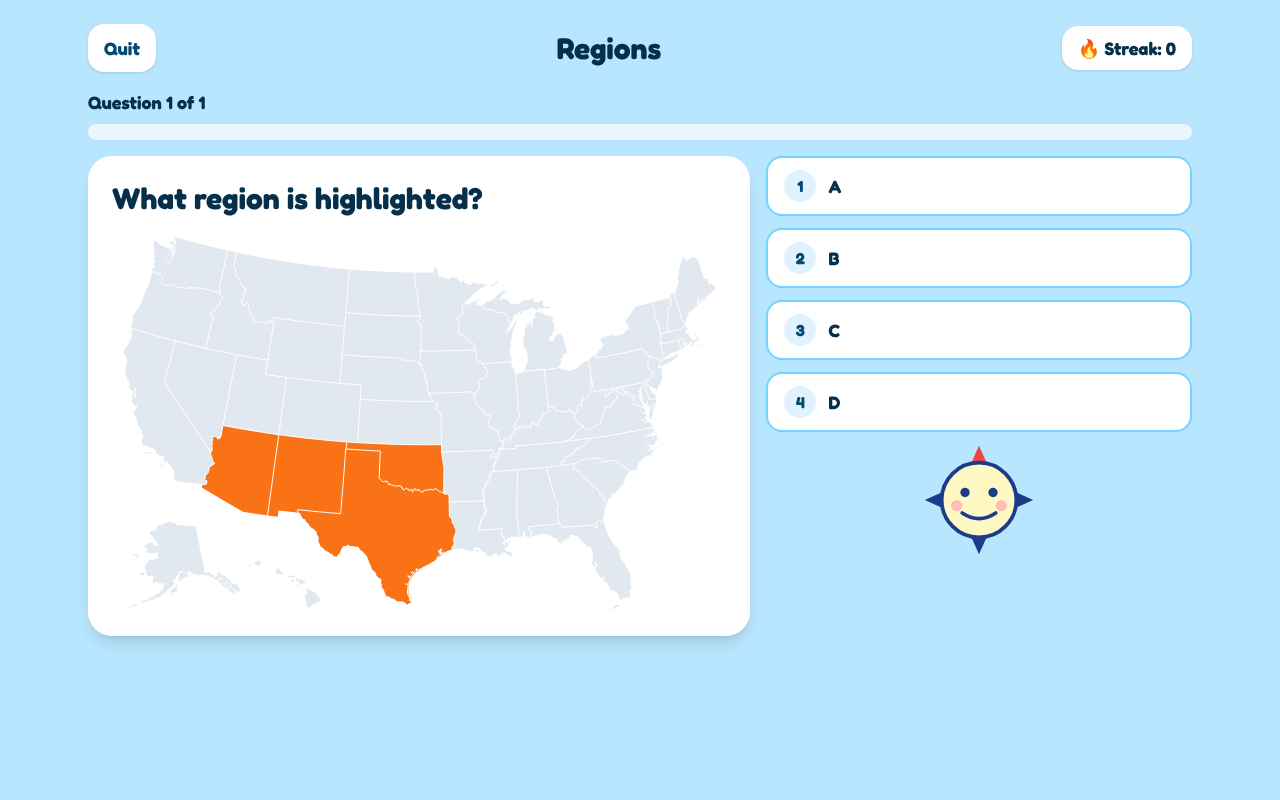 Quit
Regions
🔥 Streak: 0
Question 1 of 1
What region is highlighted?
1 A
2 B
3 C
4 D